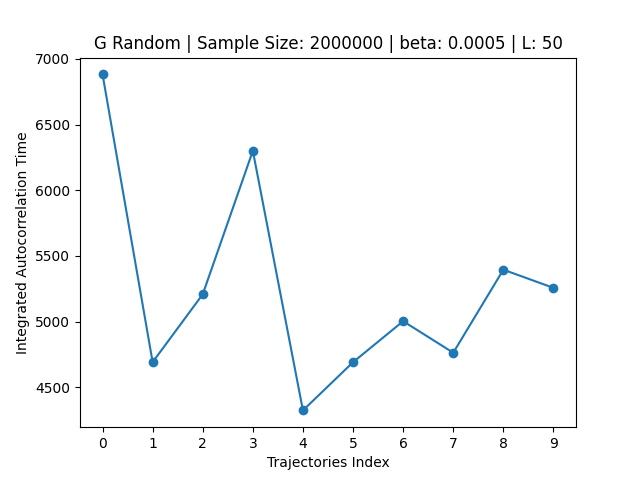 G Random | Sample Size: 2000000 | beta: 0.0005 | L: 50
7000
6500
6000
5500
5000
4500
Integrated Autocorrelation Time
0 1 2 3 4 5 6 7 8 9
Trajectories Index